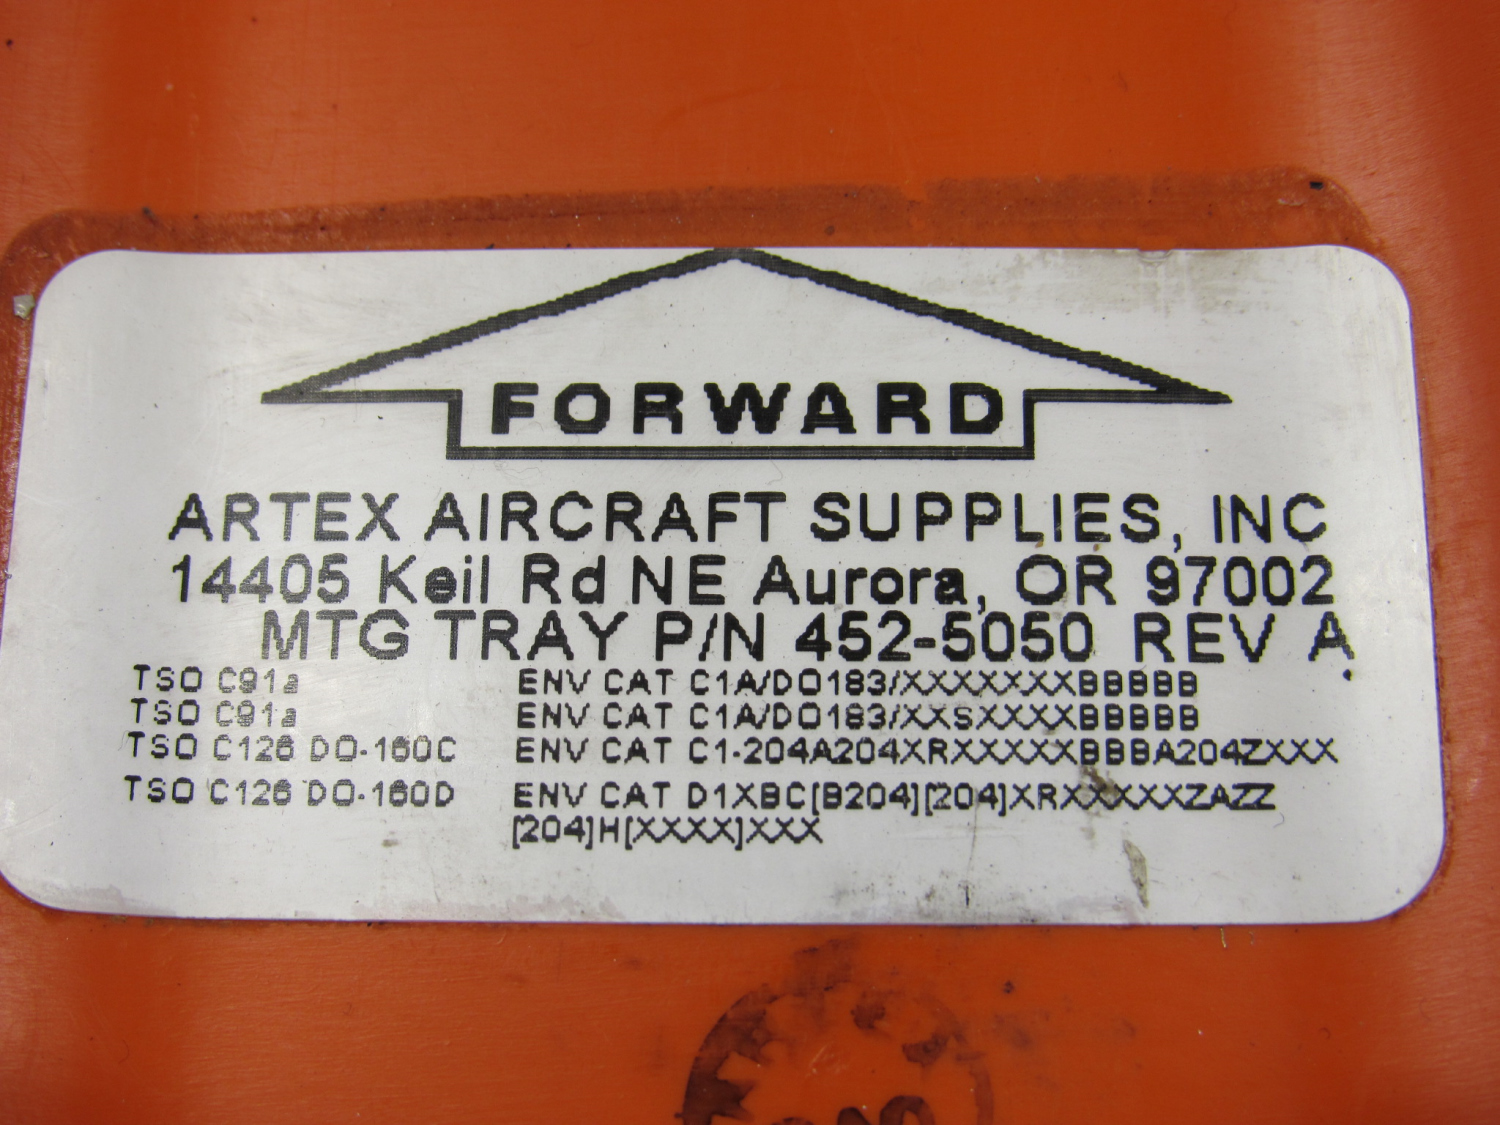 FORWARD
ARTEX AIRCRAFT SUPPLIES, INC
14405 Keil Rd NE Aurora, OR 97002
MTG TRAY P/N 452-5050 REV A
TSO C91a ENV CAT C1A/DO183/XXXXXXXBBBBB
TSO C91a ENV CAT C1A/DO183/XXSXXXXBBBBB
TSO C126 DO-160C ENV CAT C1-204A204XRXXXXXBBBA204ZXXX
TSO C126 DO-160D ENV CAT D1XBC[B204][204]XRXXXXXZAZZ
[204]H[XXXX]XXX